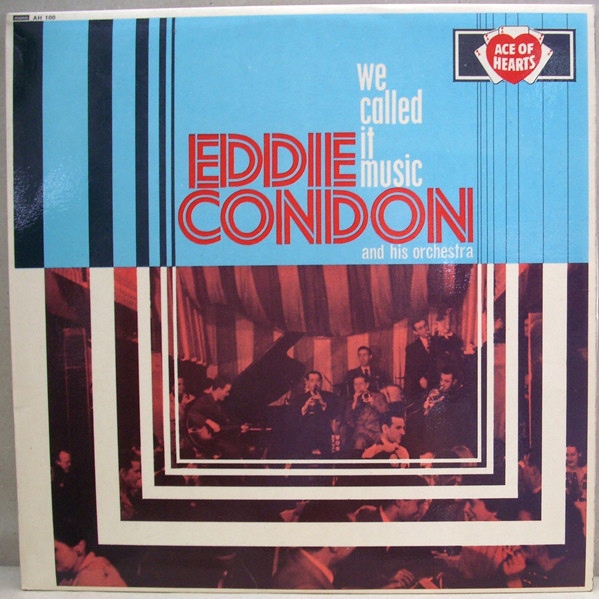 AH 100
ACE OF
HEARTS
we
called
it
music
EDDIE
CONDON
and his orchestra